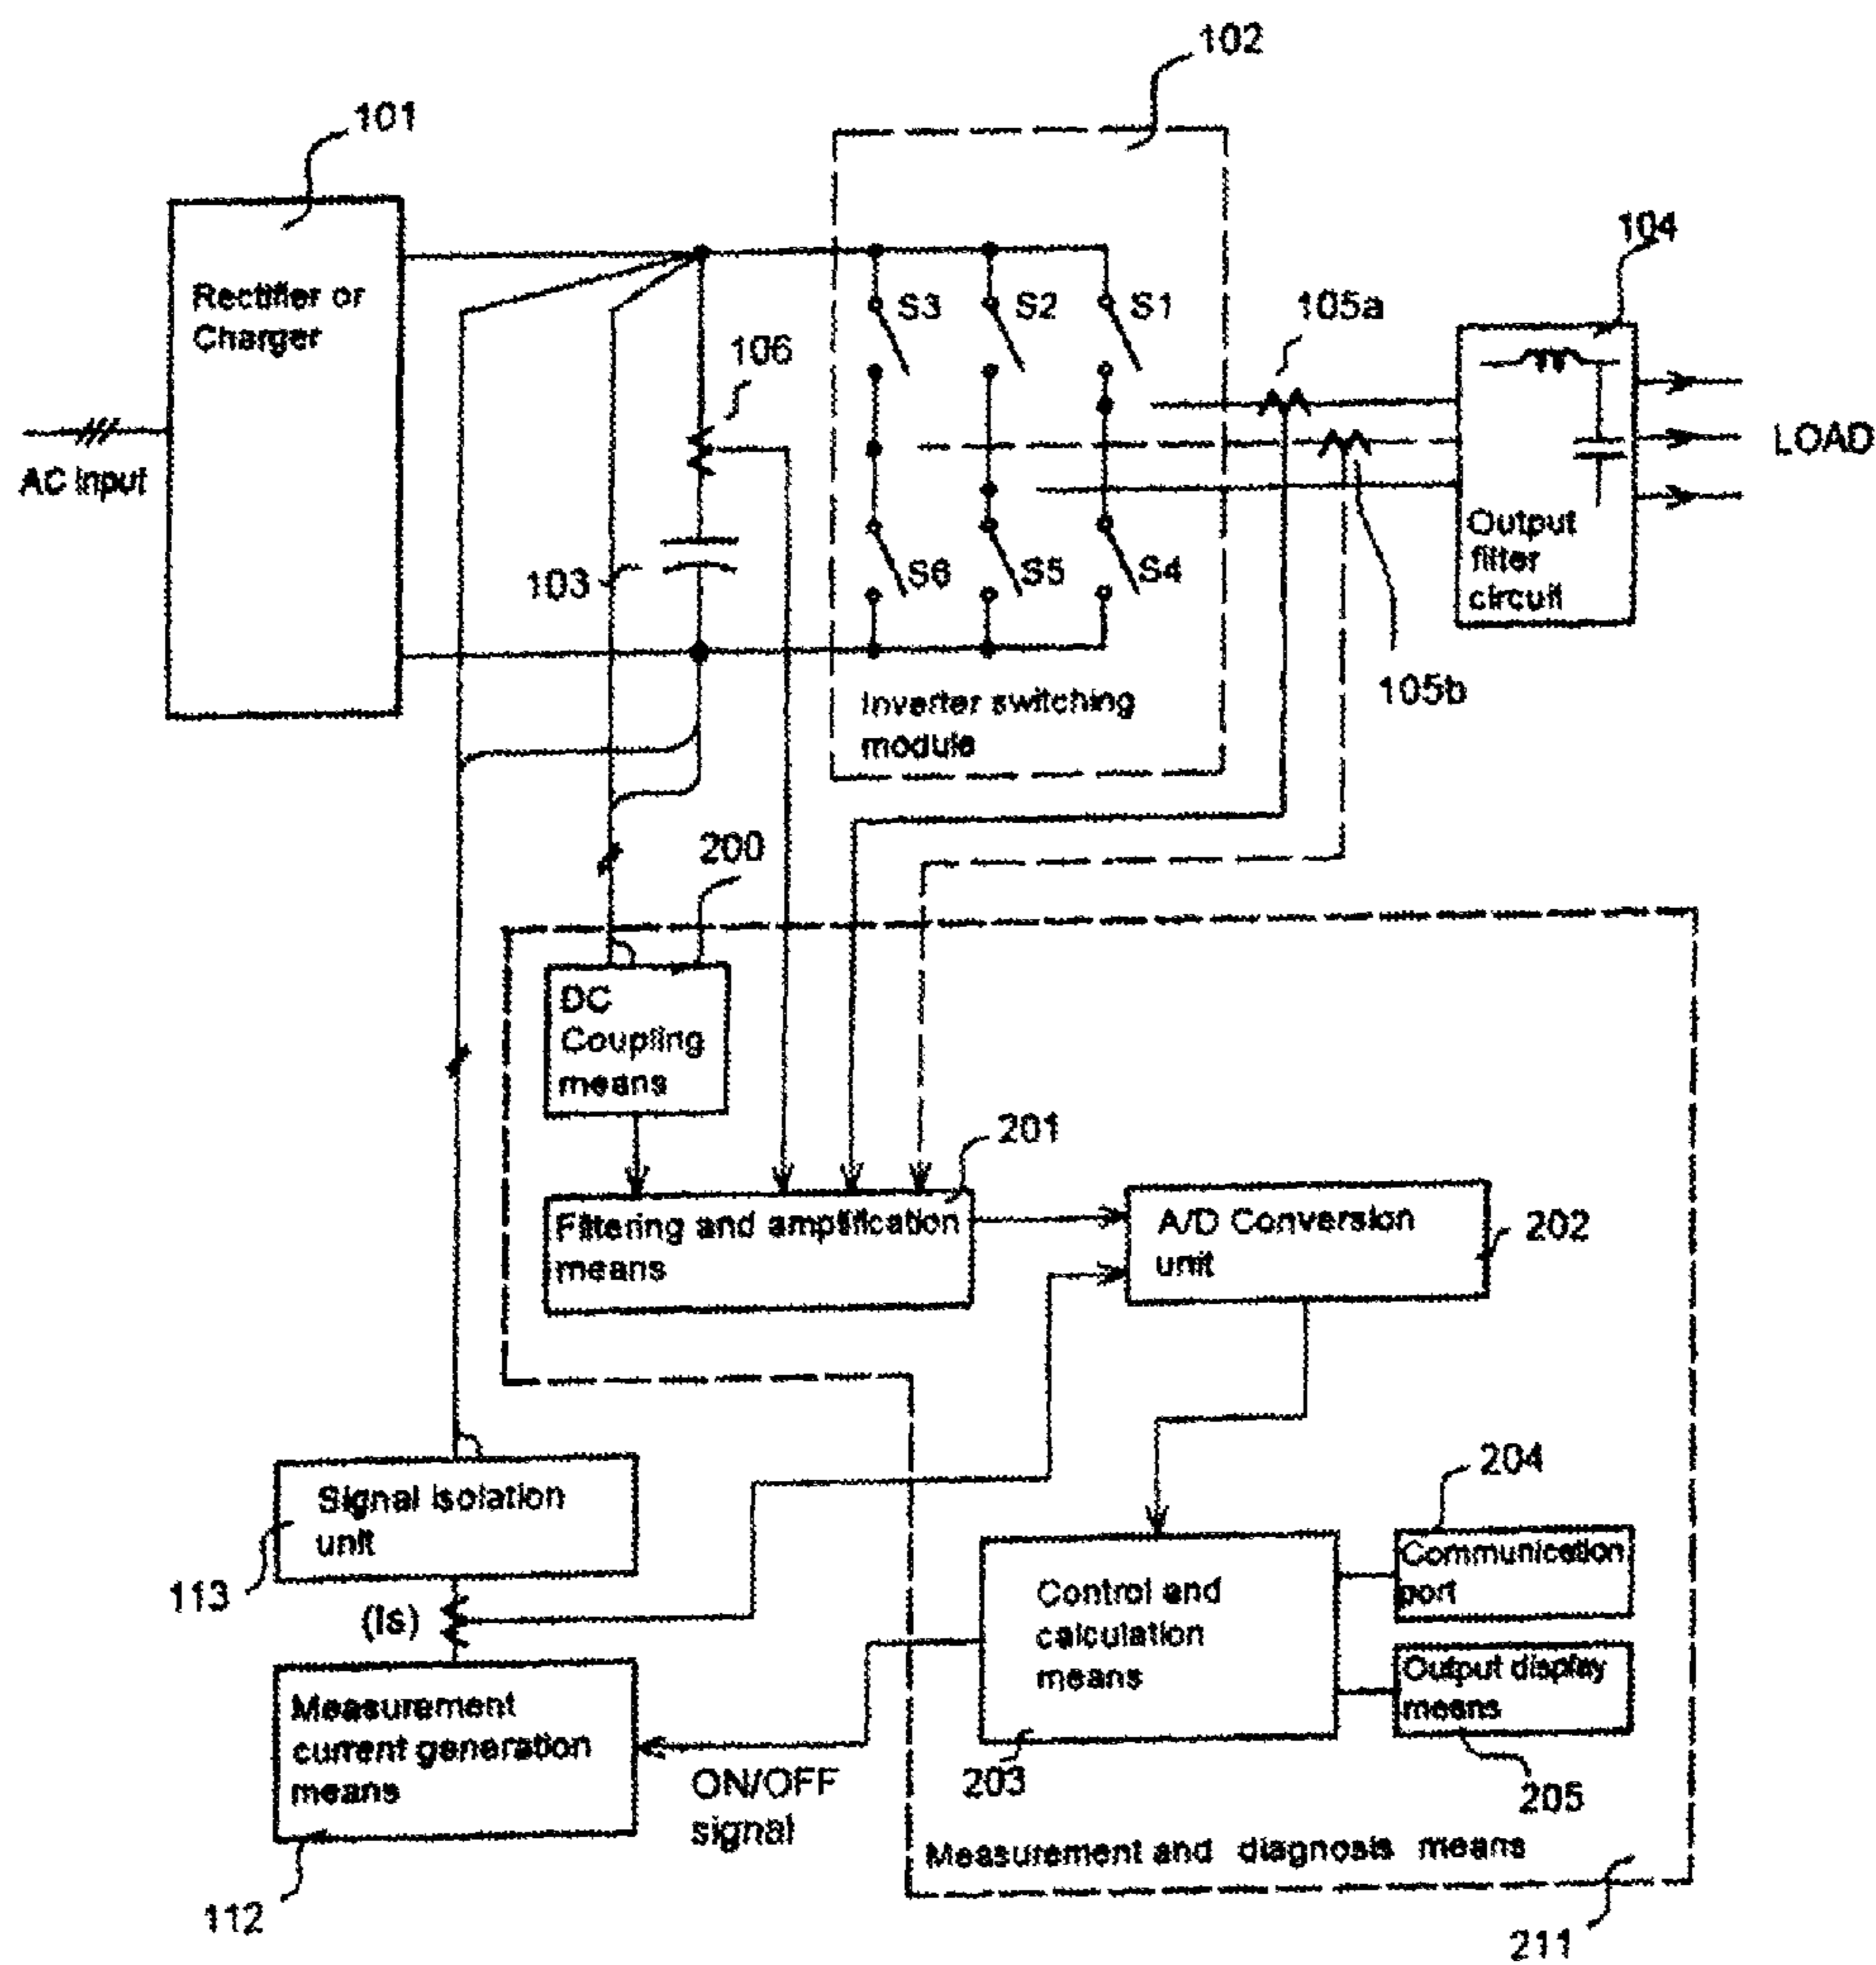 102
101
104
Rectifier or
Charger
S3
S2
S1
105a
106
AC input
LOAD
103
S6
S5
S4
Output
filter
circuit
105b
Inverter switching
module
200
DC
Coupling
means
201
Filtering and amplification
means
A/D Conversion
unit
202
204
Signal isolation
unit
113
(Is)
Communication
port
Control and
calculation
means
Output display
means
Measurement
current generation
means
203
205
ON/OFF
signal
Measurement and diagnosis means
112
211